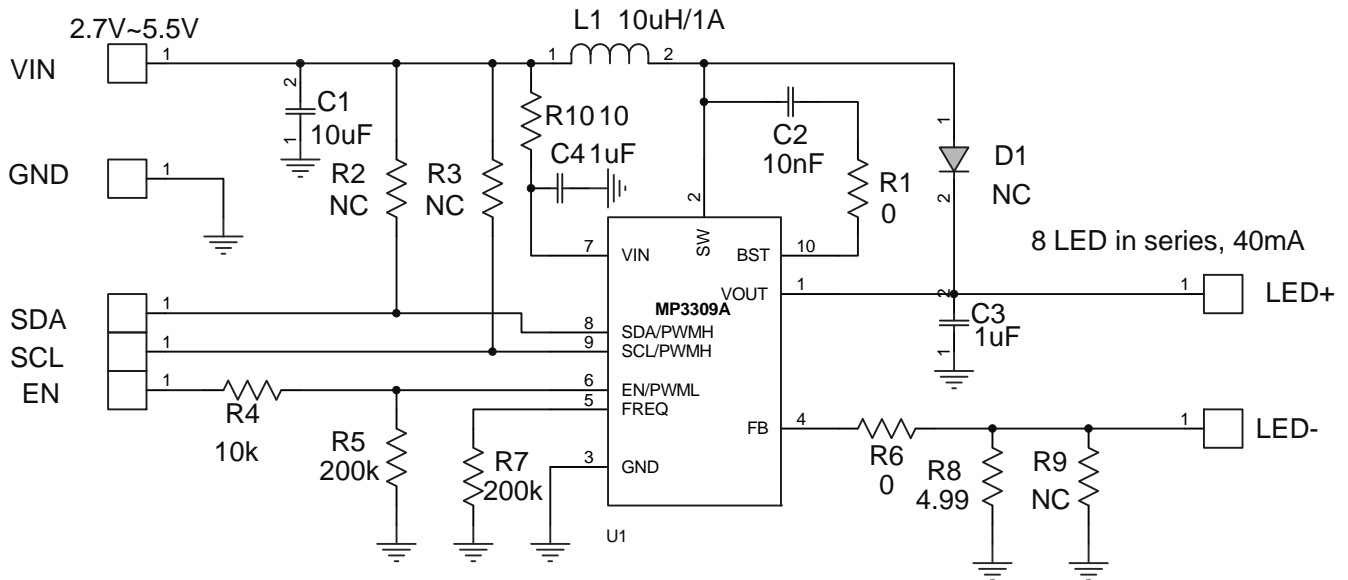 L1 10uH/1A
2.7V~5.5V
VIN
1
1
2
2
C1
10uF
1
R10 10
C4 1uF
C2
10nF
R1
0
1
D1
NC
2
GND
1
R2
NC
R3
NC
2
SW
7
VIN
BST
10
8 LED in series, 40mA
VOUT
1
1
LED+
MP3309A
2
C3
1uF
1
SDA
1
8
SDA/PWMH
SCL
1
9
SCL/PWMH
EN
1
R4
10k
6
EN/PWML
5
FREQ
R5
200k
R7
200k
3
GND
FB
4
R6
0
R8
4.99
R9
NC
1
LED-
U1